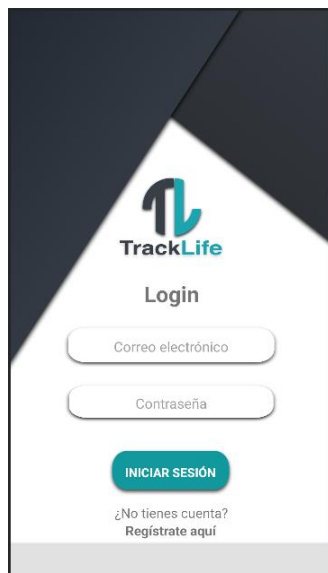 TrackLife
Login
Correo electrónico
Contraseña
INICIAR SESIÓN
¿No tienes cuenta?
Regístrate aquí